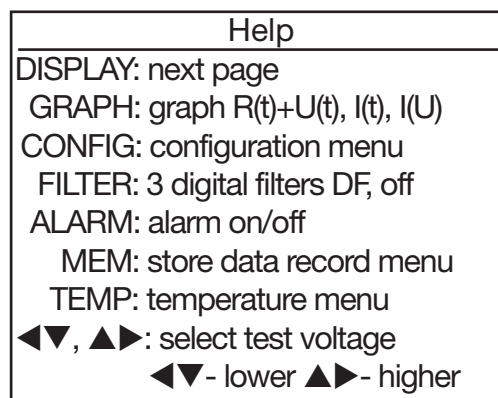 Help
DISPLAY: next page
GRAPH: graph R(t)+U(t), I(t), I(U)
CONFIG: configuration menu
FILTER: 3 digital filters DF, off
ALARM: alarm on/off
MEM: store data record menu
TEMP: temperature menu
◀▼, ▲▶: select test voltage
◀▼- lower ▲▶- higher